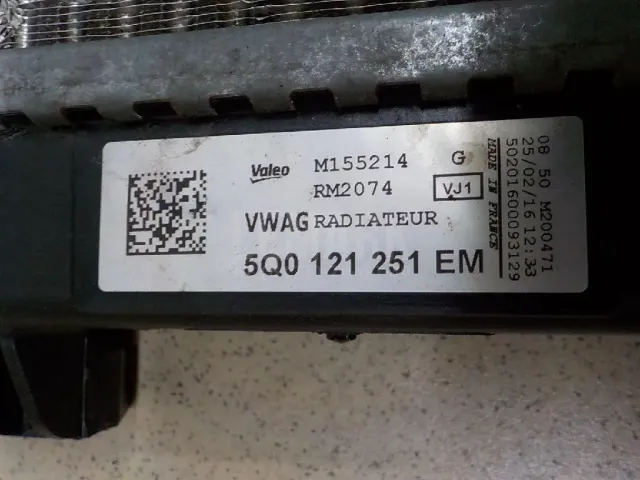 Valeo M155214 G
RM2074 VJ1
VWAG RADIATEUR
5Q0 121 251 EM
08 50 M200471
25/02/16 12:33
50201600093129
MADE IN FRANCE